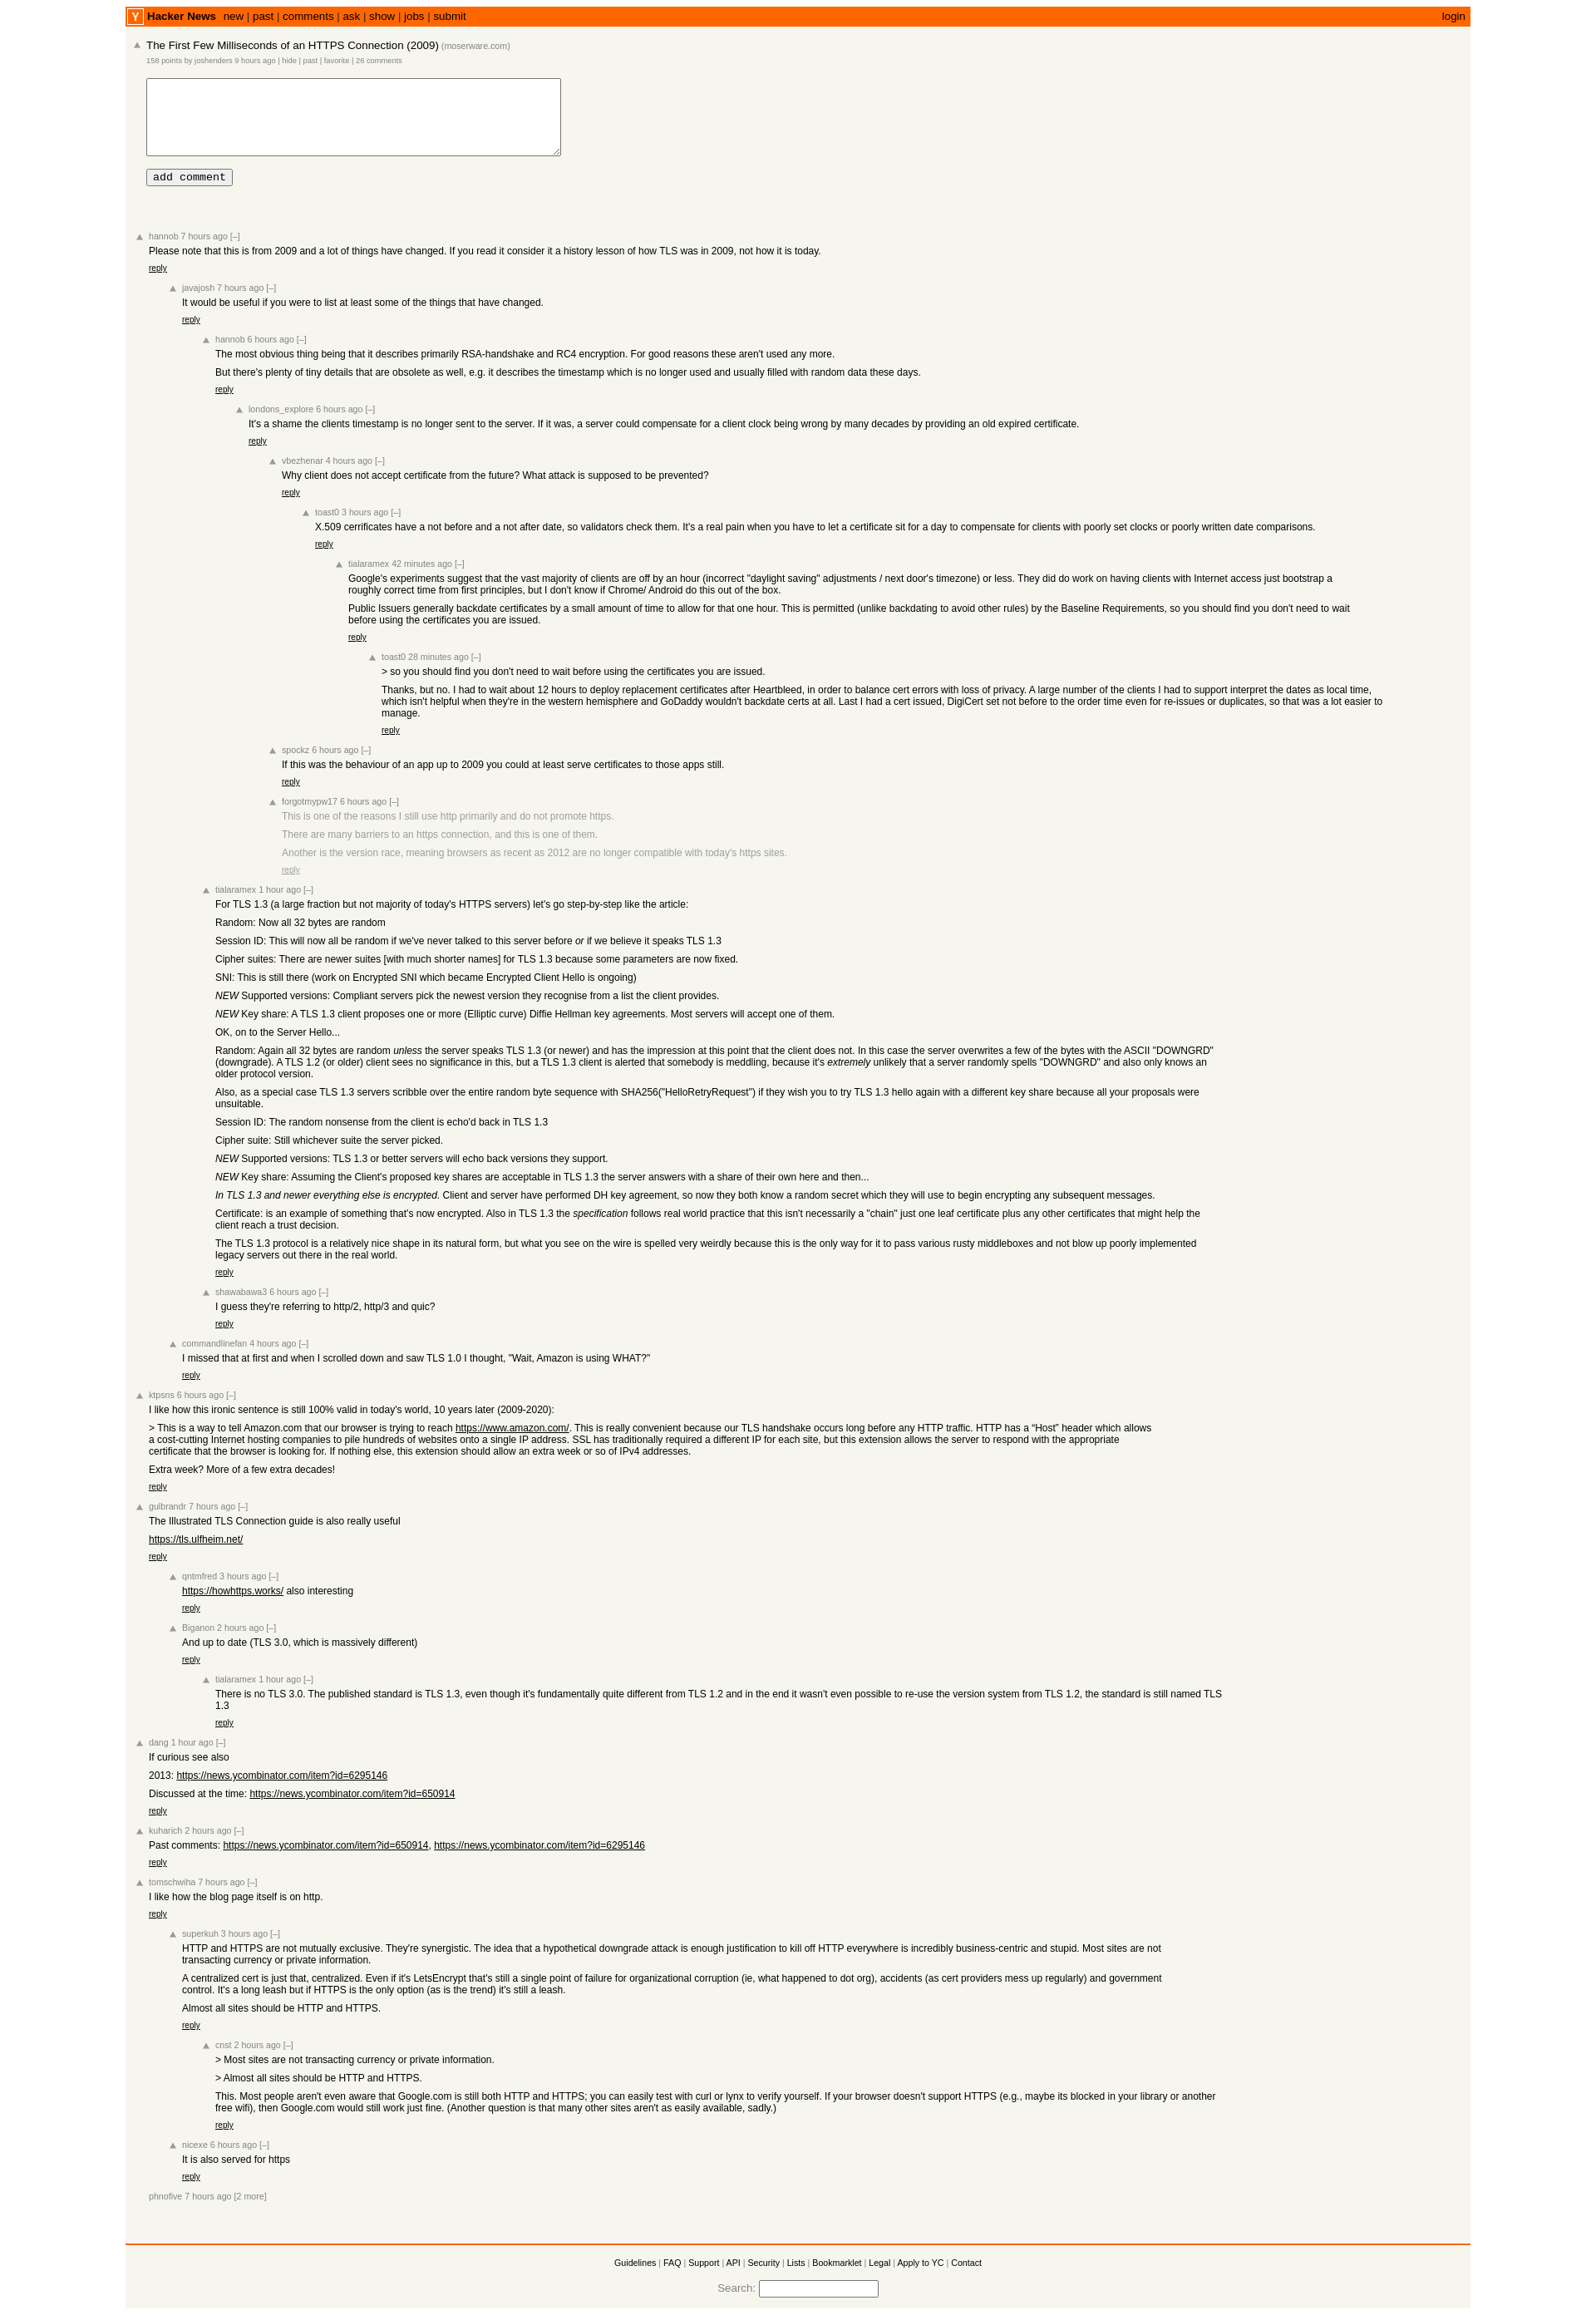 Y Hacker News new | past | comments | ask | show | jobs | submit login
The First Few Milliseconds of an HTTPS Connection (2009) (moserware.com)
158 points by joshenders 9 hours ago | hide | past | favorite | 26 comments
add comment
hannob 7 hours ago [–]
Please note that this is from 2009 and a lot of things have changed. If you read it consider it a history lesson of how TLS was in 2009, not how it is today.
reply
javajosh 7 hours ago [–]
It would be useful if you were to list at least some of the things that have changed.
reply
hannob 6 hours ago [–]
The most obvious thing being that it describes primarily RSA-handshake and RC4 encryption. For good reasons these aren't used any more.
But there's plenty of tiny details that are obsolete as well, e.g. it describes the timestamp which is no longer used and usually filled with random data these days.
reply
londons_explore 6 hours ago [–]
It's a shame the clients timestamp is no longer sent to the server. If it was, a server could compensate for a client clock being wrong by many decades by providing an old expired certificate.
reply
vbezhenar 4 hours ago [–]
Why client does not accept certificate from the future? What attack is supposed to be prevented?
reply
toast0 3 hours ago [–]
X.509 cerrificates have a not before and a not after date, so validators check them. It's a real pain when you have to let a certificate sit for a day to compensate for clients with poorly set clocks or poorly written date comparisons.
reply
tialaramex 42 minutes ago [–]
Google's experiments suggest that the vast majority of clients are off by an hour (incorrect "daylight saving" adjustments / next door's timezone) or less. They did do work on having clients with Internet access just bootstrap a
roughly correct time from first principles, but I don't know if Chrome/ Android do this out of the box.
Public Issuers generally backdate certificates by a small amount of time to allow for that one hour. This is permitted (unlike backdating to avoid other rules) by the Baseline Requirements, so you should find you don't need to wait
before using the certificates you are issued.
reply
toast0 28 minutes ago [–]
> so you should find you don't need to wait before using the certificates you are issued.
Thanks, but no. I had to wait about 12 hours to deploy replacement certificates after Heartbleed, in order to balance cert errors with loss of privacy. A large number of the clients I had to support interpret the dates as local time,
which isn't helpful when they're in the western hemisphere and GoDaddy wouldn't backdate certs at all. Last I had a cert issued, DigiCert set not before to the order time even for re-issues or duplicates, so that was a lot easier to
manage.
reply
spockz 6 hours ago [–]
If this was the behaviour of an app up to 2009 you could at least serve certificates to those apps still.
reply
forgotmypw17 6 hours ago [–]
This is one of the reasons I still use http primarily and do not promote https.
There are many barriers to an https connection, and this is one of them.
Another is the version race, meaning browsers as recent as 2012 are no longer compatible with today's https sites.
reply
tialaramex 1 hour ago [–]
For TLS 1.3 (a large fraction but not majority of today's HTTPS servers) let's go step-by-step like the article:
Random: Now all 32 bytes are random
Session ID: This will now all be random if we've never talked to this server before or if we believe it speaks TLS 1.3
Cipher suites: There are newer suites [with much shorter names] for TLS 1.3 because some parameters are now fixed.
SNI: This is still there (work on Encrypted SNI which became Encrypted Client Hello is ongoing)
NEW Supported versions: Compliant servers pick the newest version they recognise from a list the client provides.
NEW Key share: A TLS 1.3 client proposes one or more (Elliptic curve) Diffie Hellman key agreements. Most servers will accept one of them.
OK, on to the Server Hello...
Random: Again all 32 bytes are random unless the server speaks TLS 1.3 (or newer) and has the impression at this point that the client does not. In this case the server overwrites a few of the bytes with the ASCII "DOWNGRD"
(downgrade). A TLS 1.2 (or older) client sees no significance in this, but a TLS 1.3 client is alerted that somebody is meddling, because it's extremely unlikely that a server randomly spells "DOWNGRD" and also only knows an
older protocol version.
Also, as a special case TLS 1.3 servers scribble over the entire random byte sequence with SHA256("HelloRetryRequest") if they wish you to try TLS 1.3 hello again with a different key share because all your proposals were
unsuitable.
Session ID: The random nonsense from the client is echo'd back in TLS 1.3
Cipher suite: Still whichever suite the server picked.
NEW Supported versions: TLS 1.3 or better servers will echo back versions they support.
NEW Key share: Assuming the Client's proposed key shares are acceptable in TLS 1.3 the server answers with a share of their own here and then...
In TLS 1.3 and newer everything else is encrypted. Client and server have performed DH key agreement, so now they both know a random secret which they will use to begin encrypting any subsequent messages.
Certificate: is an example of something that's now encrypted. Also in TLS 1.3 the specification follows real world practice that this isn't necessarily a "chain" just one leaf certificate plus any other certificates that might help the
client reach a trust decision.
The TLS 1.3 protocol is a relatively nice shape in its natural form, but what you see on the wire is spelled very weirdly because this is the only way for it to pass various rusty middleboxes and not blow up poorly implemented
legacy servers out there in the real world.
reply
shawabawa3 6 hours ago [–]
I guess they're referring to http/2, http/3 and quic?
reply
commandlinefan 4 hours ago [–]
I missed that at first and when I scrolled down and saw TLS 1.0 I thought, "Wait, Amazon is using WHAT?"
reply
ktpsns 6 hours ago [–]
I like how this ironic sentence is still 100% valid in today's world, 10 years later (2009-2020):
> This is a way to tell Amazon.com that our browser is trying to reach https://www.amazon.com/. This is really convenient because our TLS handshake occurs long before any HTTP traffic. HTTP has a “Host” header which allows
a cost-cutting Internet hosting companies to pile hundreds of websites onto a single IP address. SSL has traditionally required a different IP for each site, but this extension allows the server to respond with the appropriate
certificate that the browser is looking for. If nothing else, this extension should allow an extra week or so of IPv4 addresses.
Extra week? More of a few extra decades!
reply
gulbrandr 7 hours ago [–]
The Illustrated TLS Connection guide is also really useful
https://tls.ulfheim.net/
reply
qntmfred 3 hours ago [–]
https://howhttps.works/ also interesting
reply
Biganon 2 hours ago [–]
And up to date (TLS 3.0, which is massively different)
reply
tialaramex 1 hour ago [–]
There is no TLS 3.0. The published standard is TLS 1.3, even though it's fundamentally quite different from TLS 1.2 and in the end it wasn't even possible to re-use the version system from TLS 1.2, the standard is still named TLS
1.3
reply
dang 1 hour ago [–]
If curious see also
2013: https://news.ycombinator.com/item?id=6295146
Discussed at the time: https://news.ycombinator.com/item?id=650914
reply
kuharich 2 hours ago [–]
Past comments: https://news.ycombinator.com/item?id=650914, https://news.ycombinator.com/item?id=6295146
reply
tomschwiha 7 hours ago [–]
I like how the blog page itself is on http.
reply
superkuh 3 hours ago [–]
HTTP and HTTPS are not mutually exclusive. They're synergistic. The idea that a hypothetical downgrade attack is enough justification to kill off HTTP everywhere is incredibly business-centric and stupid. Most sites are not
transacting currency or private information.
A centralized cert is just that, centralized. Even if it's LetsEncrypt that's still a single point of failure for organizational corruption (ie, what happened to dot org), accidents (as cert providers mess up regularly) and government
control. It's a long leash but if HTTPS is the only option (as is the trend) it's still a leash.
Almost all sites should be HTTP and HTTPS.
reply
cnst 2 hours ago [–]
> Most sites are not transacting currency or private information.
> Almost all sites should be HTTP and HTTPS.
This. Most people aren't even aware that Google.com is still both HTTP and HTTPS; you can easily test with curl or lynx to verify yourself. If your browser doesn't support HTTPS (e.g., maybe its blocked in your library or another
free wifi), then Google.com would still work just fine. (Another question is that many other sites aren't as easily available, sadly.)
reply
nicexe 6 hours ago [–]
It is also served for https
reply
phnofive 7 hours ago [2 more]
Guidelines | FAQ | Support | API | Security | Lists | Bookmarklet | Legal | Apply to YC | Contact
Search: